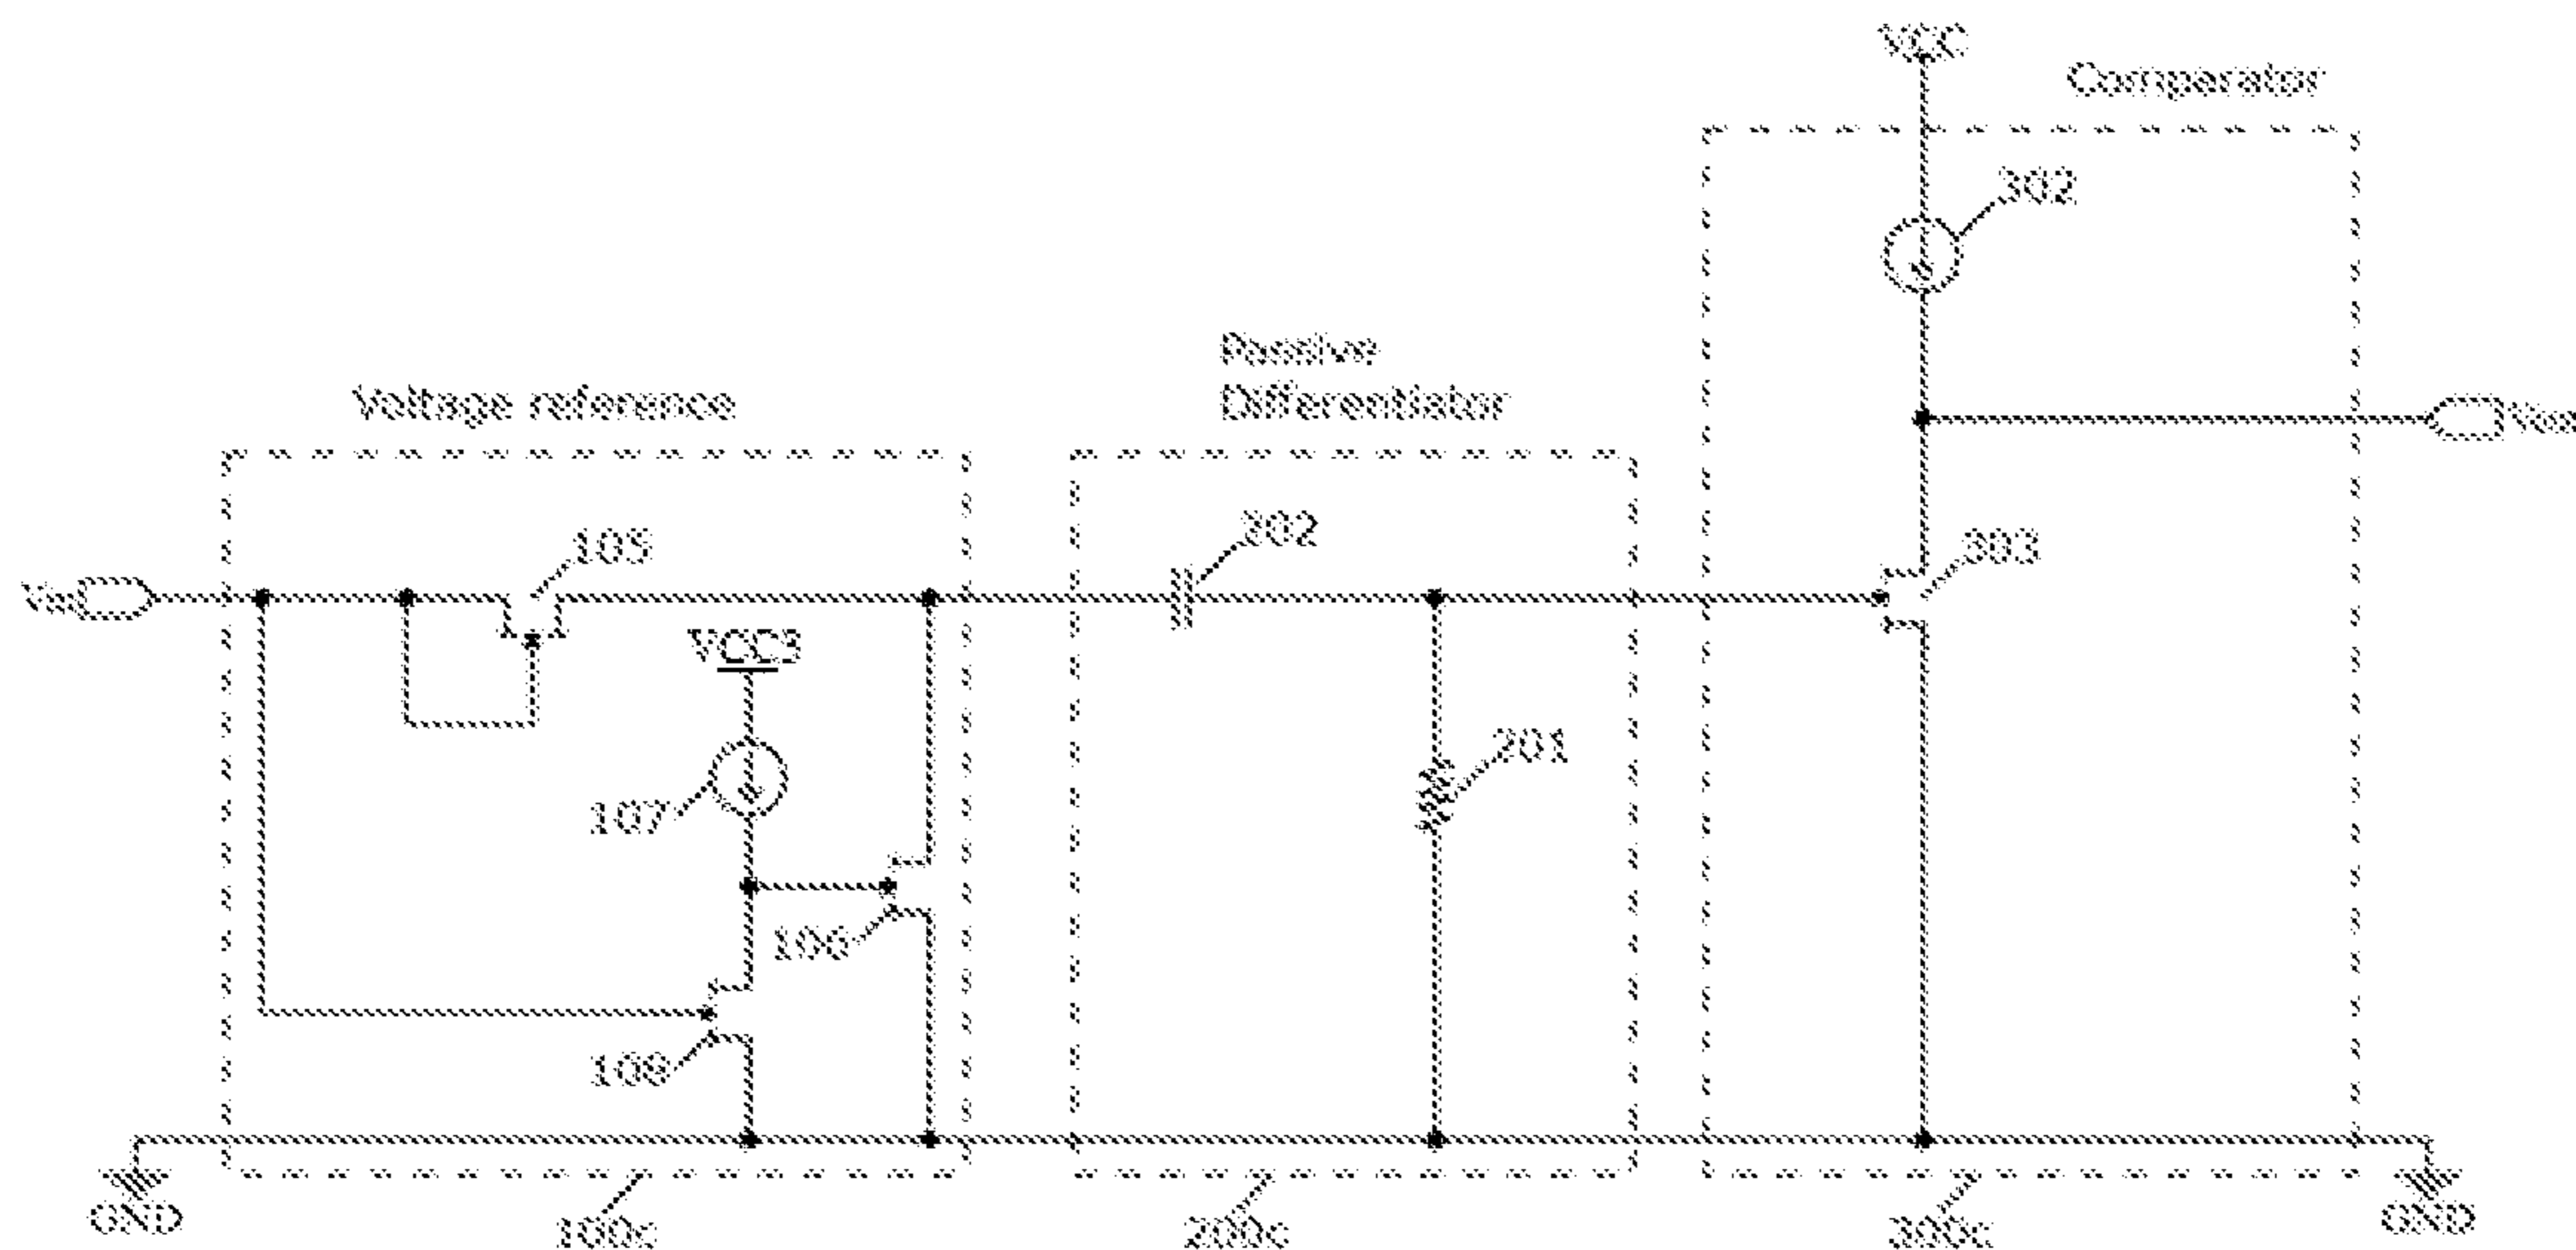 VCC
Comparator
302
Passive
Differentiator
Voltage reference
302
105
303
Vin
VCC3
201
107
106
108
GND
GND
100c
200c
300c